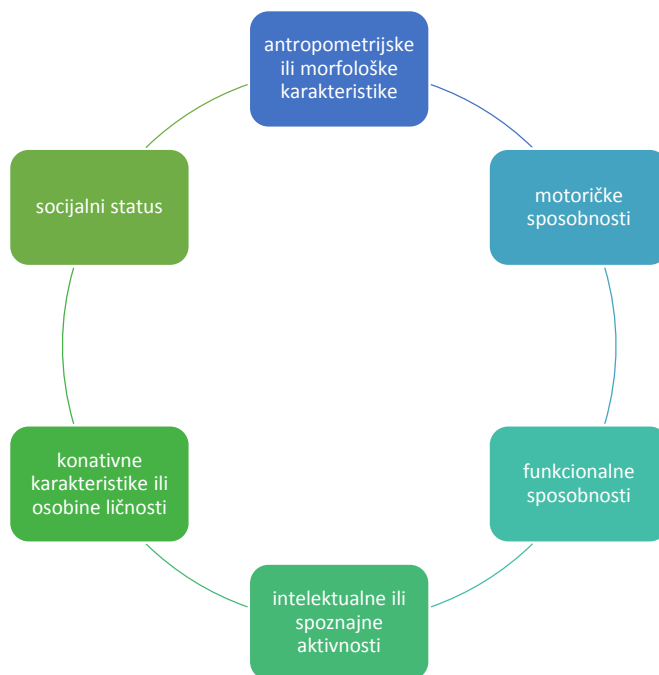 antropometrijske
ili morfološke
karakteristike
motoričke
sposobnosti
funkcionalne
sposobnosti
intelektualne ili
spoznajne
aktivnosti
konativne
karakteristike ili
osobine ličnosti
socijalni status